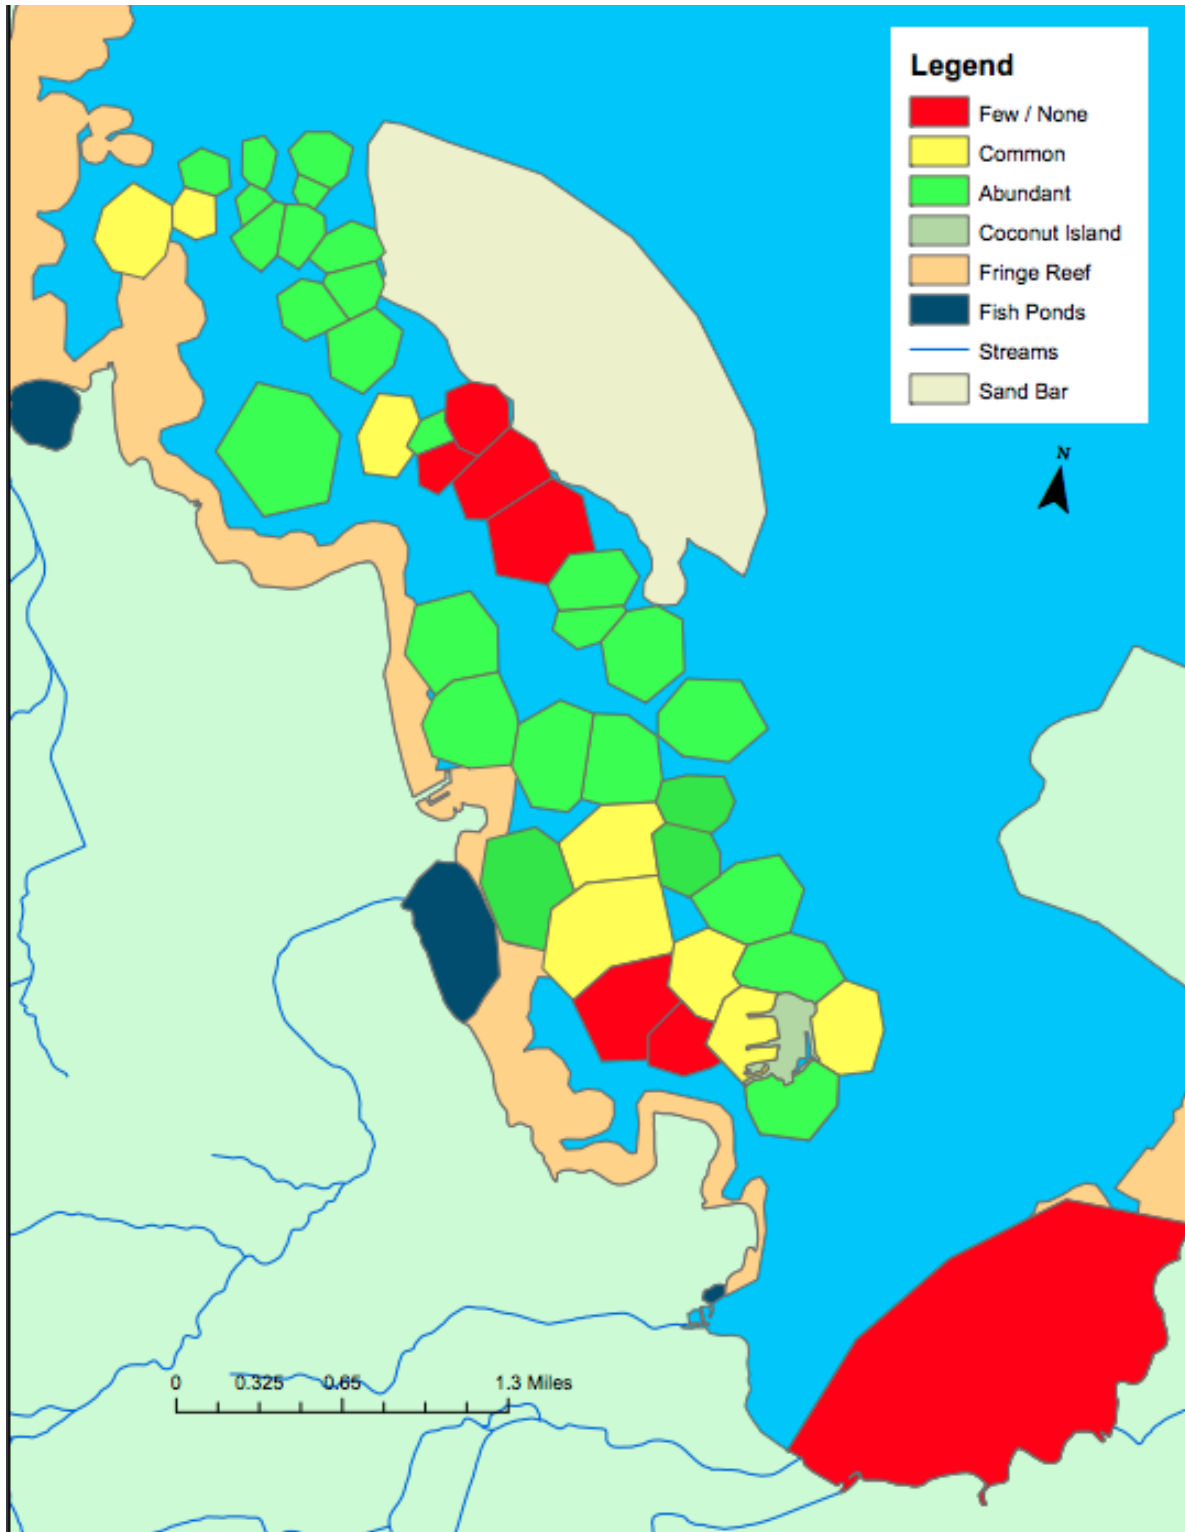 Legend
Few / None
Common
Abundant
Coconut Island
Fringe Reef
Fish Ponds
Streams
Sand Bar
N
0 0.325 0.65 1.3 Miles